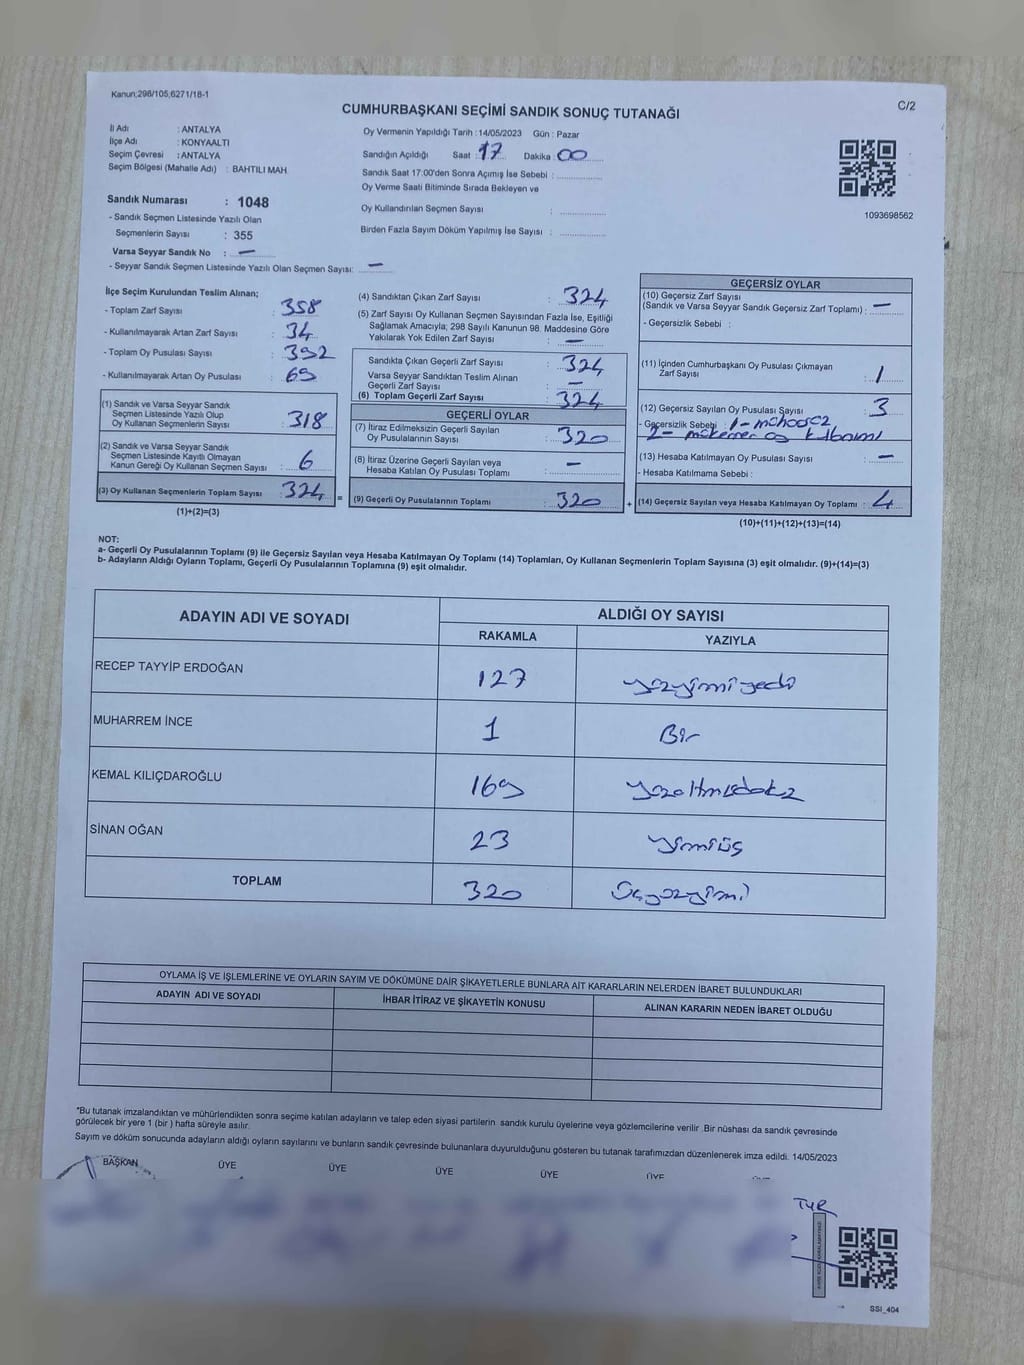 Kanun;298/105,6271/18-1
C/2
CUMHURBAŞKANI SEÇİMİ SANDIK SONUÇ TUTANAĞI
İl Adı : ANTALYA
İlçe Adı : KONYAALTI
Seçim Çevresi : ANTALYA
Seçim Bölgesi (Mahalle Adı) : BAHTILI MAH
Sandık Numarası : 1048
- Sandık Seçmen Listesinde Yazılı Olan
Seçmenlerin Sayısı : 355
Varsa Seyyar Sandık No : —
- Seyyar Sandık Seçmen Listesinde Yazılı Olan Seçmen Sayısı: —
Oy Vermenin Yapıldığı Tarih : 14/05/2023 Gün : Pazar
Sandığın Açıldığı Saat : 17 Dakika : 00
Sandık Saat 17:00'den Sonra Açımış İse Sebebi :
Oy Verme Saati Bitiminde Sırada Bekleyen ve
Oy Kullandırılan Seçmen Sayısı :
Birden Fazla Sayım Döküm Yapılmış İse Sayısı :
1093698562
İlçe Seçim Kurulundan Teslim Alınan;
- Toplam Zarf Sayısı : 358
- Kullanılmayarak Artan Zarf Sayısı : 34
- Toplam Oy Pusulası Sayısı : 392
- Kullanılmayarak Artan Oy Pusulası : 69
(1) Sandık ve Varsa Seyyar Sandık
Seçmen Listesinde Yazılı Olup
Oy Kullanan Seçmenlerin Sayısı : 318
(2) Sandık ve Varsa Seyyar Sandık
Seçmen Listesinde Kayıtlı Olmayan
Kanun Gereği Oy Kullanan Seçmen Sayısı : 6
(3) Oy Kullanan Seçmenlerin Toplam Sayısı : 324 =
(1)+(2)=(3)
(4) Sandıktan Çıkan Zarf Sayısı : 324
(5) Zarf Sayısı Oy Kullanan Seçmen Sayısından Fazla İse, Eşitliği
Sağlamak Amacıyla; 298 Sayılı Kanunun 98. Maddesine Göre
Yakılarak Yok Edilen Zarf Sayısı : —
Sandıkta Çıkan Geçerli Zarf Sayısı : 324
Varsa Seyyar Sandıktan Teslim Alınan
Geçerli Zarf Sayısı : —
(6) Toplam Geçerli Zarf Sayısı : 324
GEÇERLİ OYLAR
(7) İtiraz Edilmeksizin Geçerli Sayılan
Oy Pusulalarının Sayısı : 320
(8) İtiraz Üzerine Geçerli Sayılan veya
Hesaba Katılan Oy Pusulası Toplamı : —
(9) Geçerli Oy Pusulalarının Toplamı : 320 +
GEÇERSİZ OYLAR
(10) Geçersiz Zarf Sayısı
(Sandık ve Varsa Seyyar Sandık Geçersiz Zarf Toplamı) : —
- Geçersizlik Sebebi :
(11) İçinden Cumhurbaşkanı Oy Pusulası Çıkmayan
Zarf Sayısı : 1
(12) Geçersiz Sayılan Oy Pusulası Sayısı : 3
- Geçersizlik Sebebi : 1-
2-
(13) Hesaba Katılmayan Oy Pusulası Sayısı : —
- Hesaba Katılmama Sebebi :
(14) Geçersiz Sayılan veya Hesaba Katılmayan Oy Toplamı : 4
(10)+(11)+(12)+(13)=(14)
NOT:
a- Geçerli Oy Pusulalarının Toplamı (9) ile Geçersiz Sayılan veya Hesaba Katılmayan Oy Toplamı (14) Toplamları, Oy Kullanan Seçmenlerin Toplam Sayısına (3) eşit olmalıdır. (9)+(14)=(3)
b- Adayların Aldığı Oyların Toplamı, Geçerli Oy Pusulalarının Toplamına (9) eşit olmalıdır.
ADAYIN ADI VE SOYADI
ALDIĞI OY SAYISI
RAKAMLA YAZIYLA
RECEP TAYYİP ERDOĞAN 127 yüzyirmiyedi
MUHARREM İNCE 1 Bir
KEMAL KILIÇDAROĞLU 169
SİNAN OĞAN 23 yirmiüç
TOPLAM 320 Üçyüzyirmi
OYLAMA İŞ VE İŞLEMLERİNE VE OYLARIN SAYIM VE DÖKÜMÜNE DAİR ŞİKAYETLERLE BUNLARA AİT KARARLARIN NELERDEN İBARET BULUNDUKLARI
ADAYIN ADI VE SOYADI İHBAR İTİRAZ VE ŞİKAYETİN KONUSU ALINAN KARARIN NEDEN İBARET OLDUĞU
*Bu tutanak imzalandıktan ve mühürlendikten sonra seçime katılan adayların ve talep eden siyasi partilerin sandık kurulu üyelerine veya gözlemcilerine verilir .Bir nüshası da sandık çevresinde
görülecek bir yere 1 (bir ) hafta süreyle asılır.
Sayım ve döküm sonucunda adayların aldığı oyların sayılarını ve bunların sandık çevresinde bulunanlara duyurulduğunu gösteren bu tutanak tarafımızdan düzenlenerek imza edildi. 14/05/2023
BAŞKAN ÜYE ÜYE ÜYE ÜYE ÜYE ÜYE
SSI_404